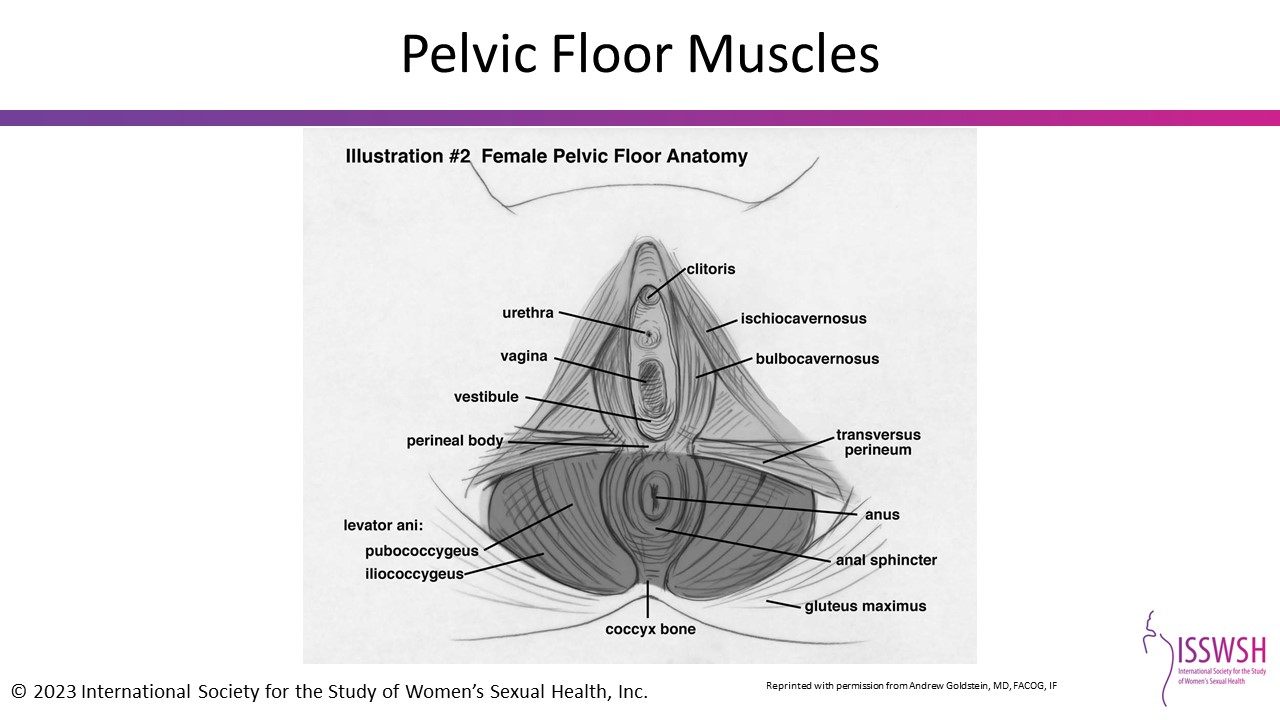 Pelvic Floor Muscles
Illustration #2  Female Pelvic Floor Anatomy
clitoris
urethra
ischiocavernosus
vagina
bulbocavernosus
vestibule
perineal body
transversus
perineum
anus
levator ani:
pubococcygeus
anal sphincter
iliococcygeus
gluteus maximus
coccyx bone
ISSWSH
International Society for the Study
of Women's Sexual Health
© 2023 International Society for the Study of Women’s Sexual Health, Inc.
Reprinted with permission from Andrew Goldstein, MD, FACOG, IF